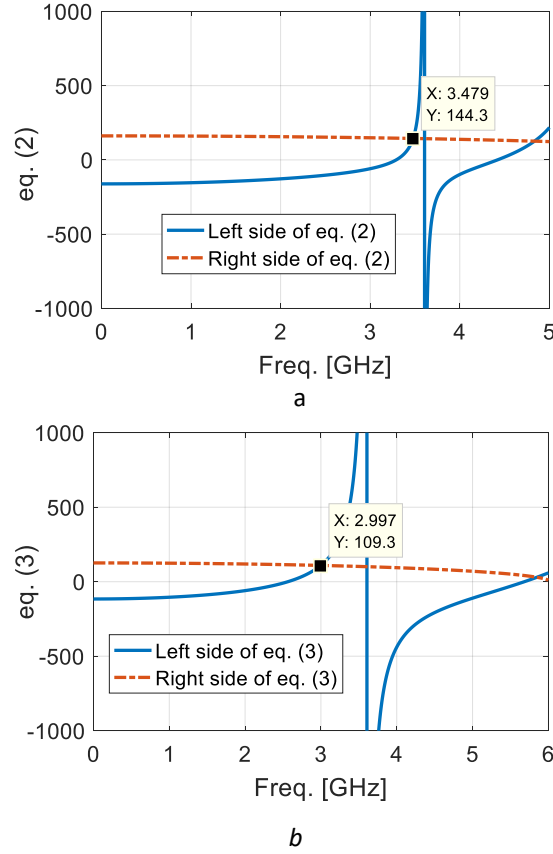 1000
500
0
-500
-1000
eq. (2)
X: 3.479
Y: 144.3
Left side of eq. (2)
Right side of eq. (2)
0 1 2 3 4 5
Freq. [GHz]
a
1000
500
0
-500
-1000
eq. (3)
X: 2.997
Y: 109.3
Left side of eq. (3)
Right side of eq. (3)
0 1 2 3 4 5 6
Freq. [GHz]
b